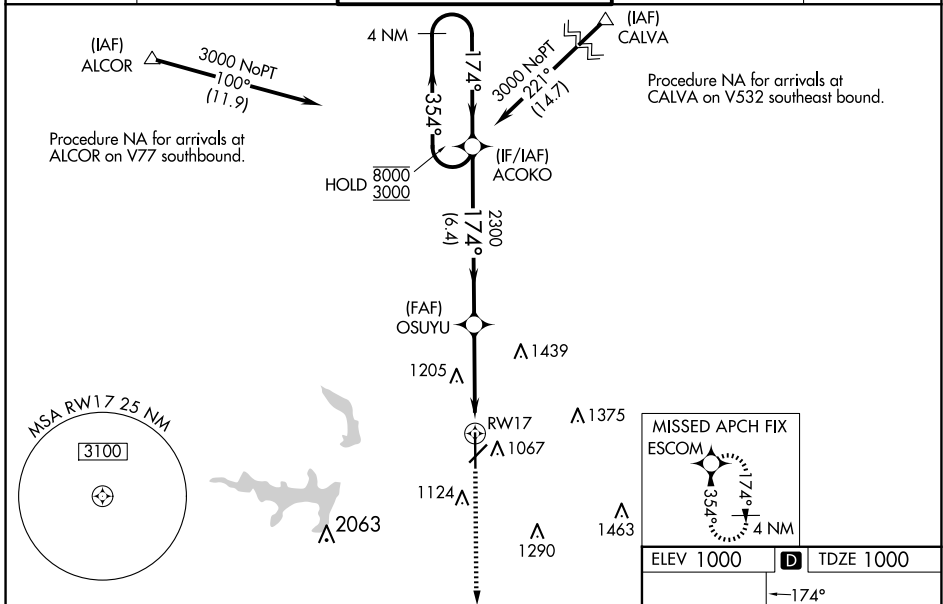 (IAF)
ALCOR
3000 NoPT
100°
(11.9)
Procedure NA for arrivals at
ALCOR on V77 southbound.
4 NM
174°
354°
HOLD 8000
3000
(IF/IAF)
ACOKO
(IAF)
CALVA
3000 NoPT
221°
(14.7)
Procedure NA for arrivals at
CALVA on V532 southeast bound.
2300
174°
(6.4)
(FAF)
OSUYU
1439
1205
RW17
1375
1067
1124
1463
1290
2063
MSA RW17 25 NM
3100
MISSED APCH FIX
ESCOM
174°
354°
4 NM
ELEV 1000 D TDZE 1000
174°